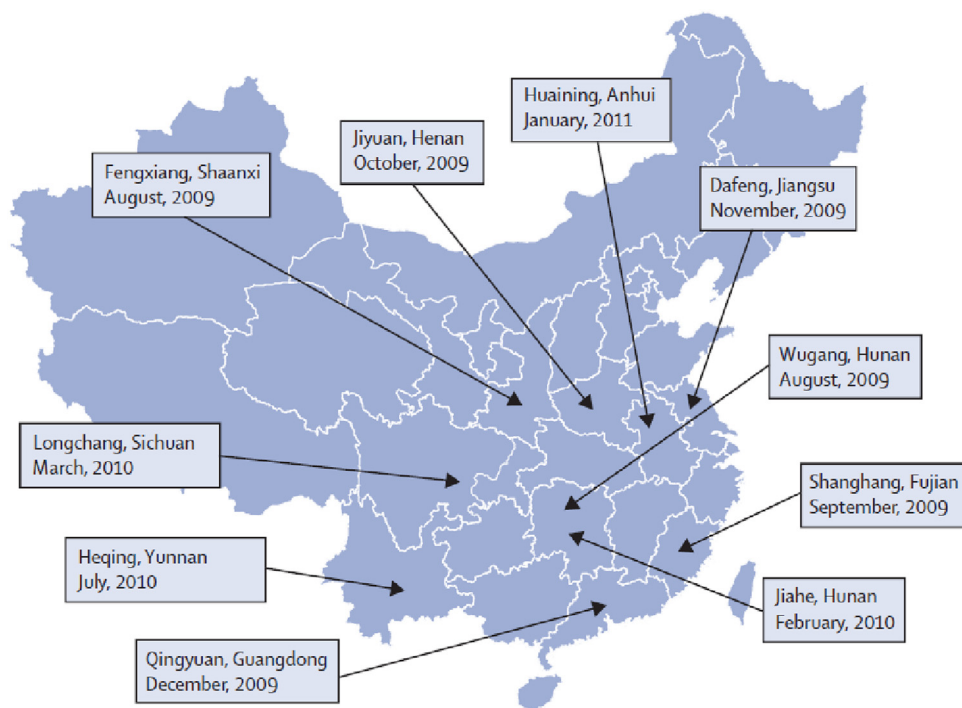 Huaining, Anhui
January, 2011
Jiyuan, Henan
October, 2009
Fengxiang, Shaanxi
August, 2009
Dafeng, Jiangsu
November, 2009
Wugang, Hunan
August, 2009
Longchang, Sichuan
March, 2010
Shanghang, Fujian
September, 2009
Heqing, Yunnan
July, 2010
Jiahe, Hunan
February, 2010
Qingyuan, Guangdong
December, 2009